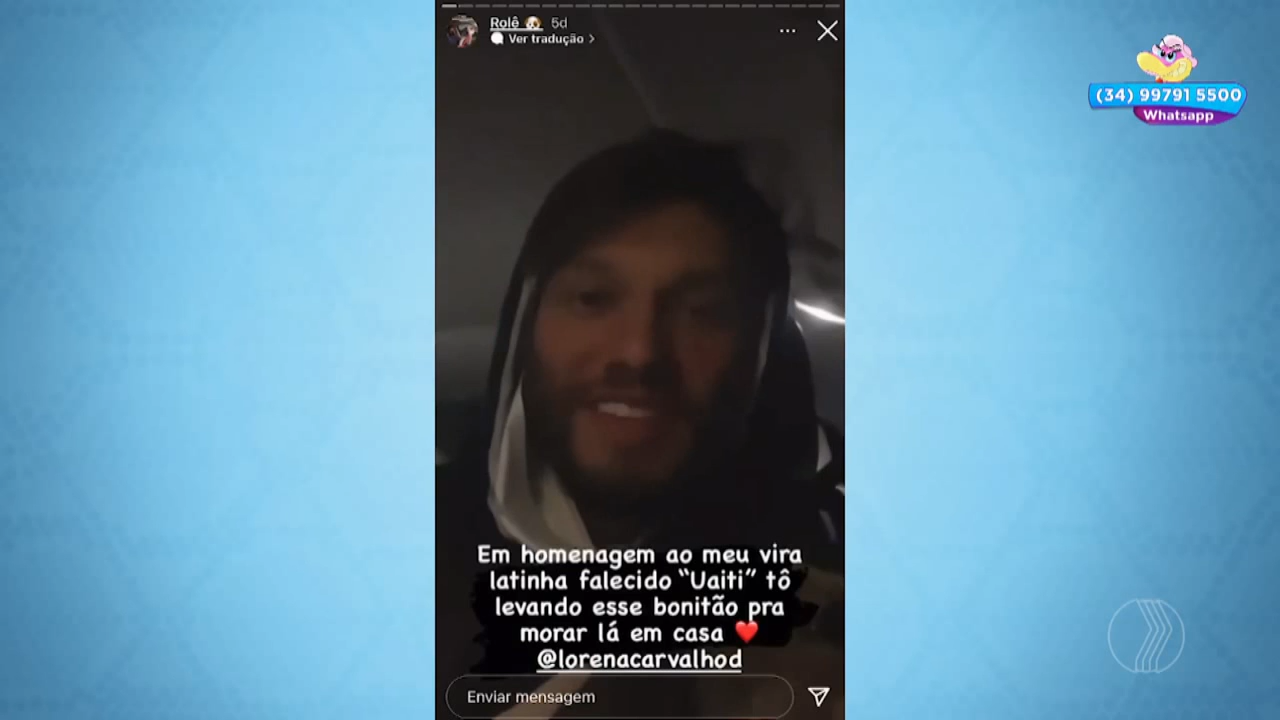 Rolê 5d
Ver tradução
(34) 99791 5500
Whatsapp
Em homenagem ao meu vira
latinha falecido “Uaiti” tô
levando esse bonitão pra
morar lá em casa ❤️
@lorenacarvalhod
Enviar mensagem